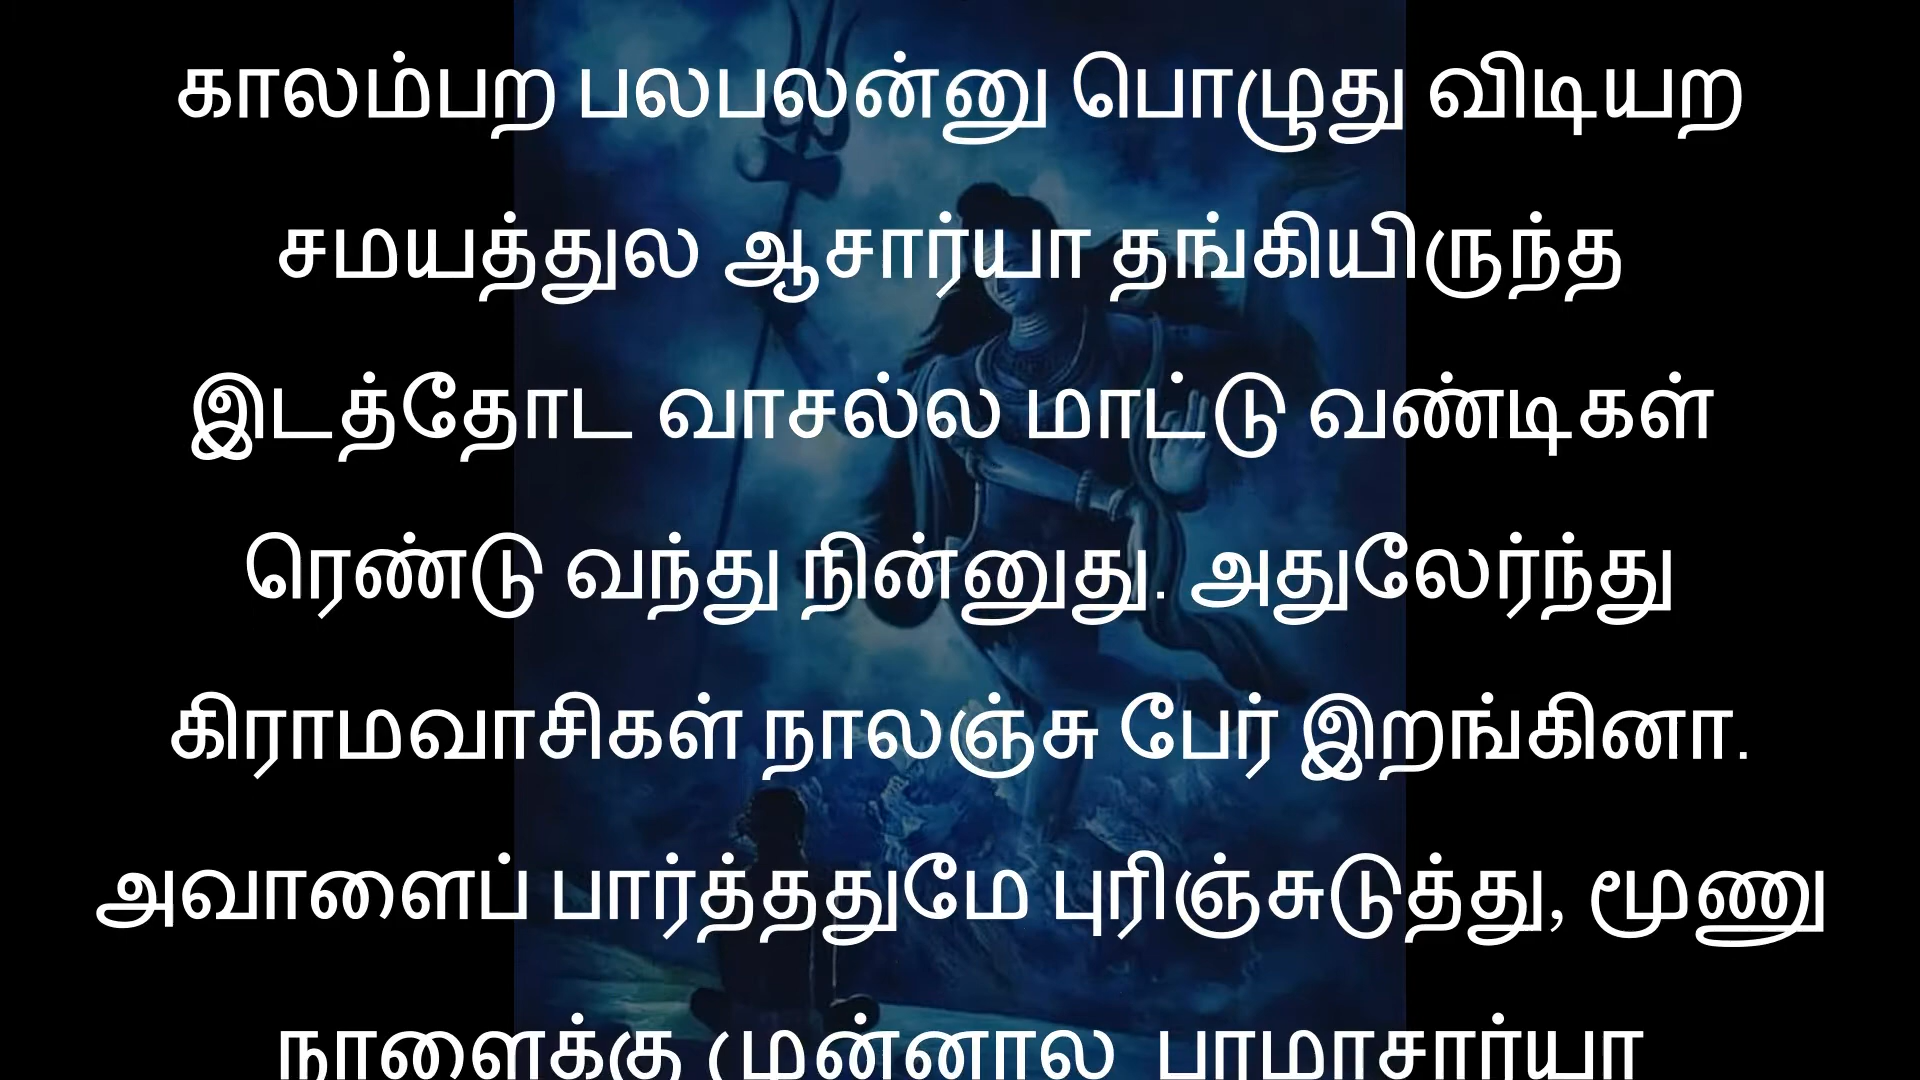 காலம்பற பலபலன்னு பொழுது விடியற
சமயத்துல ஆசார்யா தங்கியிருந்த
இடத்தோட வாசல்ல மாட்டு வண்டிகள்
ரெண்டு வந்து நின்னுது. அதுலேர்ந்து
கிராமவாசிகள் நாலஞ்சு பேர் இறங்கினா.
அவாளைப் பார்த்ததுமே புரிஞ்சுடுத்து, மூணு
நாளைக்கு முன்னால பரமாசார்யா